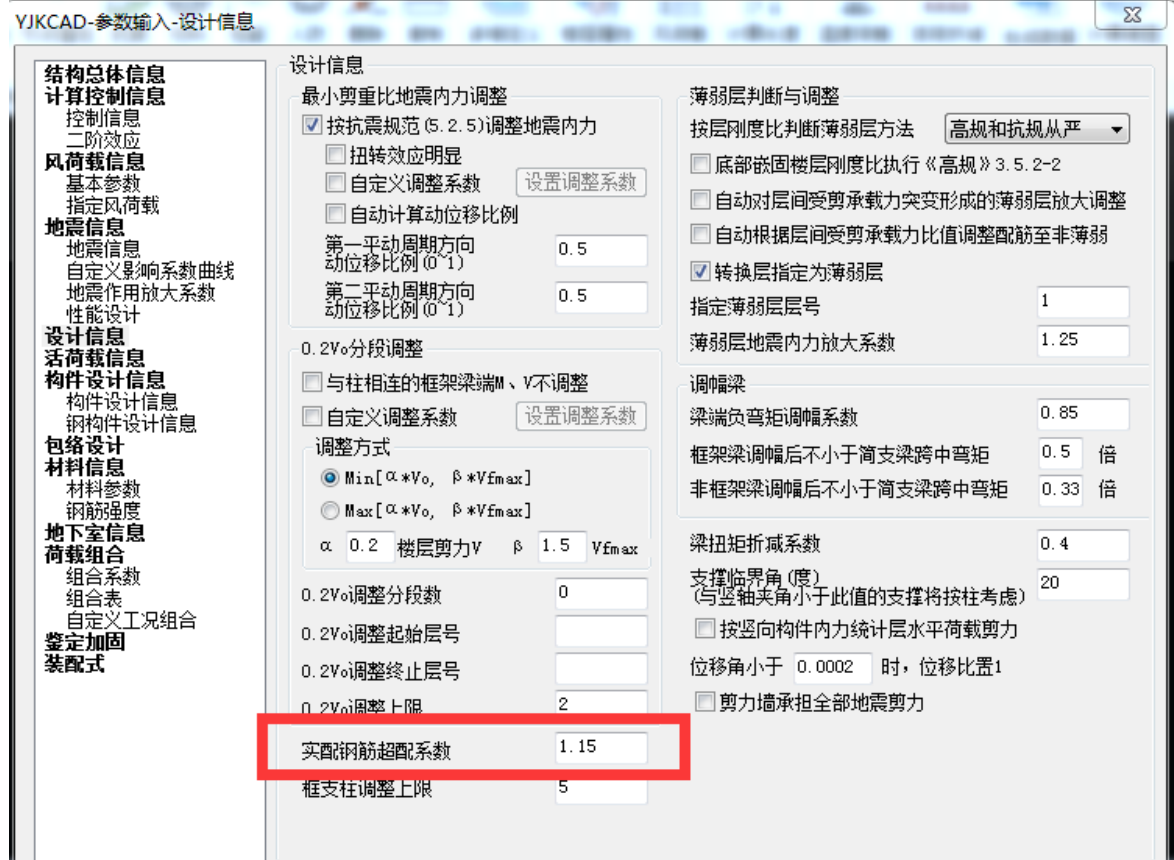 YJKCAD-参数输入-设计信息
结构总体信息
计算控制信息
控制信息
二阶效应
风荷载信息
基本参数
指定风荷载
地震信息
地震信息
自定义影响系数曲线
地震作用放大系数
性能设计
设计信息
活荷载信息
构件设计信息
构件设计信息
钢构件设计信息
包络设计
材料信息
材料参数
钢筋强度
地下室信息
荷载组合
组合系数
组合表
自定义工况组合
鉴定加固
装配式
设计信息
最小剪重比地震内力调整
按抗震规范(5.2.5)调整地震内力
扭转效应明显
自定义调整系数 设置调整系数
自动计算动位移比例
第一平动周期方向
动位移比例(0~1) 0.5
第二平动周期方向
动位移比例(0~1) 0.5
0.2Vo分段调整
与柱相连的框架梁端M、V不调整
自定义调整系数 设置调整系数
调整方式
Min[α*Vo, β*Vfmax]
Max[α*Vo, β*Vfmax]
α 0.2 楼层剪力V β 1.5 Vfmax
0.2Vo调整分段数 0
0.2Vo调整起始层号
0.2Vo调整终止层号
0.2Vo调整上限 2
实配钢筋超配系数 1.15
框支柱调整上限 5
薄弱层判断与调整
按层刚度比判断薄弱层方法 高规和抗规从严
底部嵌固楼层刚度比执行《高规》3.5.2-2
自动对层间受剪承载力突变形成的薄弱层放大调整
自动根据层间受剪承载力比值调整配筋至非薄弱
转换层指定为薄弱层
指定薄弱层层号 1
薄弱层地震内力放大系数 1.25
调幅梁
梁端负弯矩调幅系数 0.85
框架梁调幅后不小于简支梁跨中弯矩 0.5 倍
非框架梁调幅后不小于简支梁跨中弯矩 0.33 倍
梁扭矩折减系数 0.4
支撑临界角(度) 20
(与竖轴夹角小于此值的支撑将按柱考虑)
按竖向构件内力统计层水平荷载剪力
位移角小于 0.0002 时,位移比置1
剪力墙承担全部地震剪力